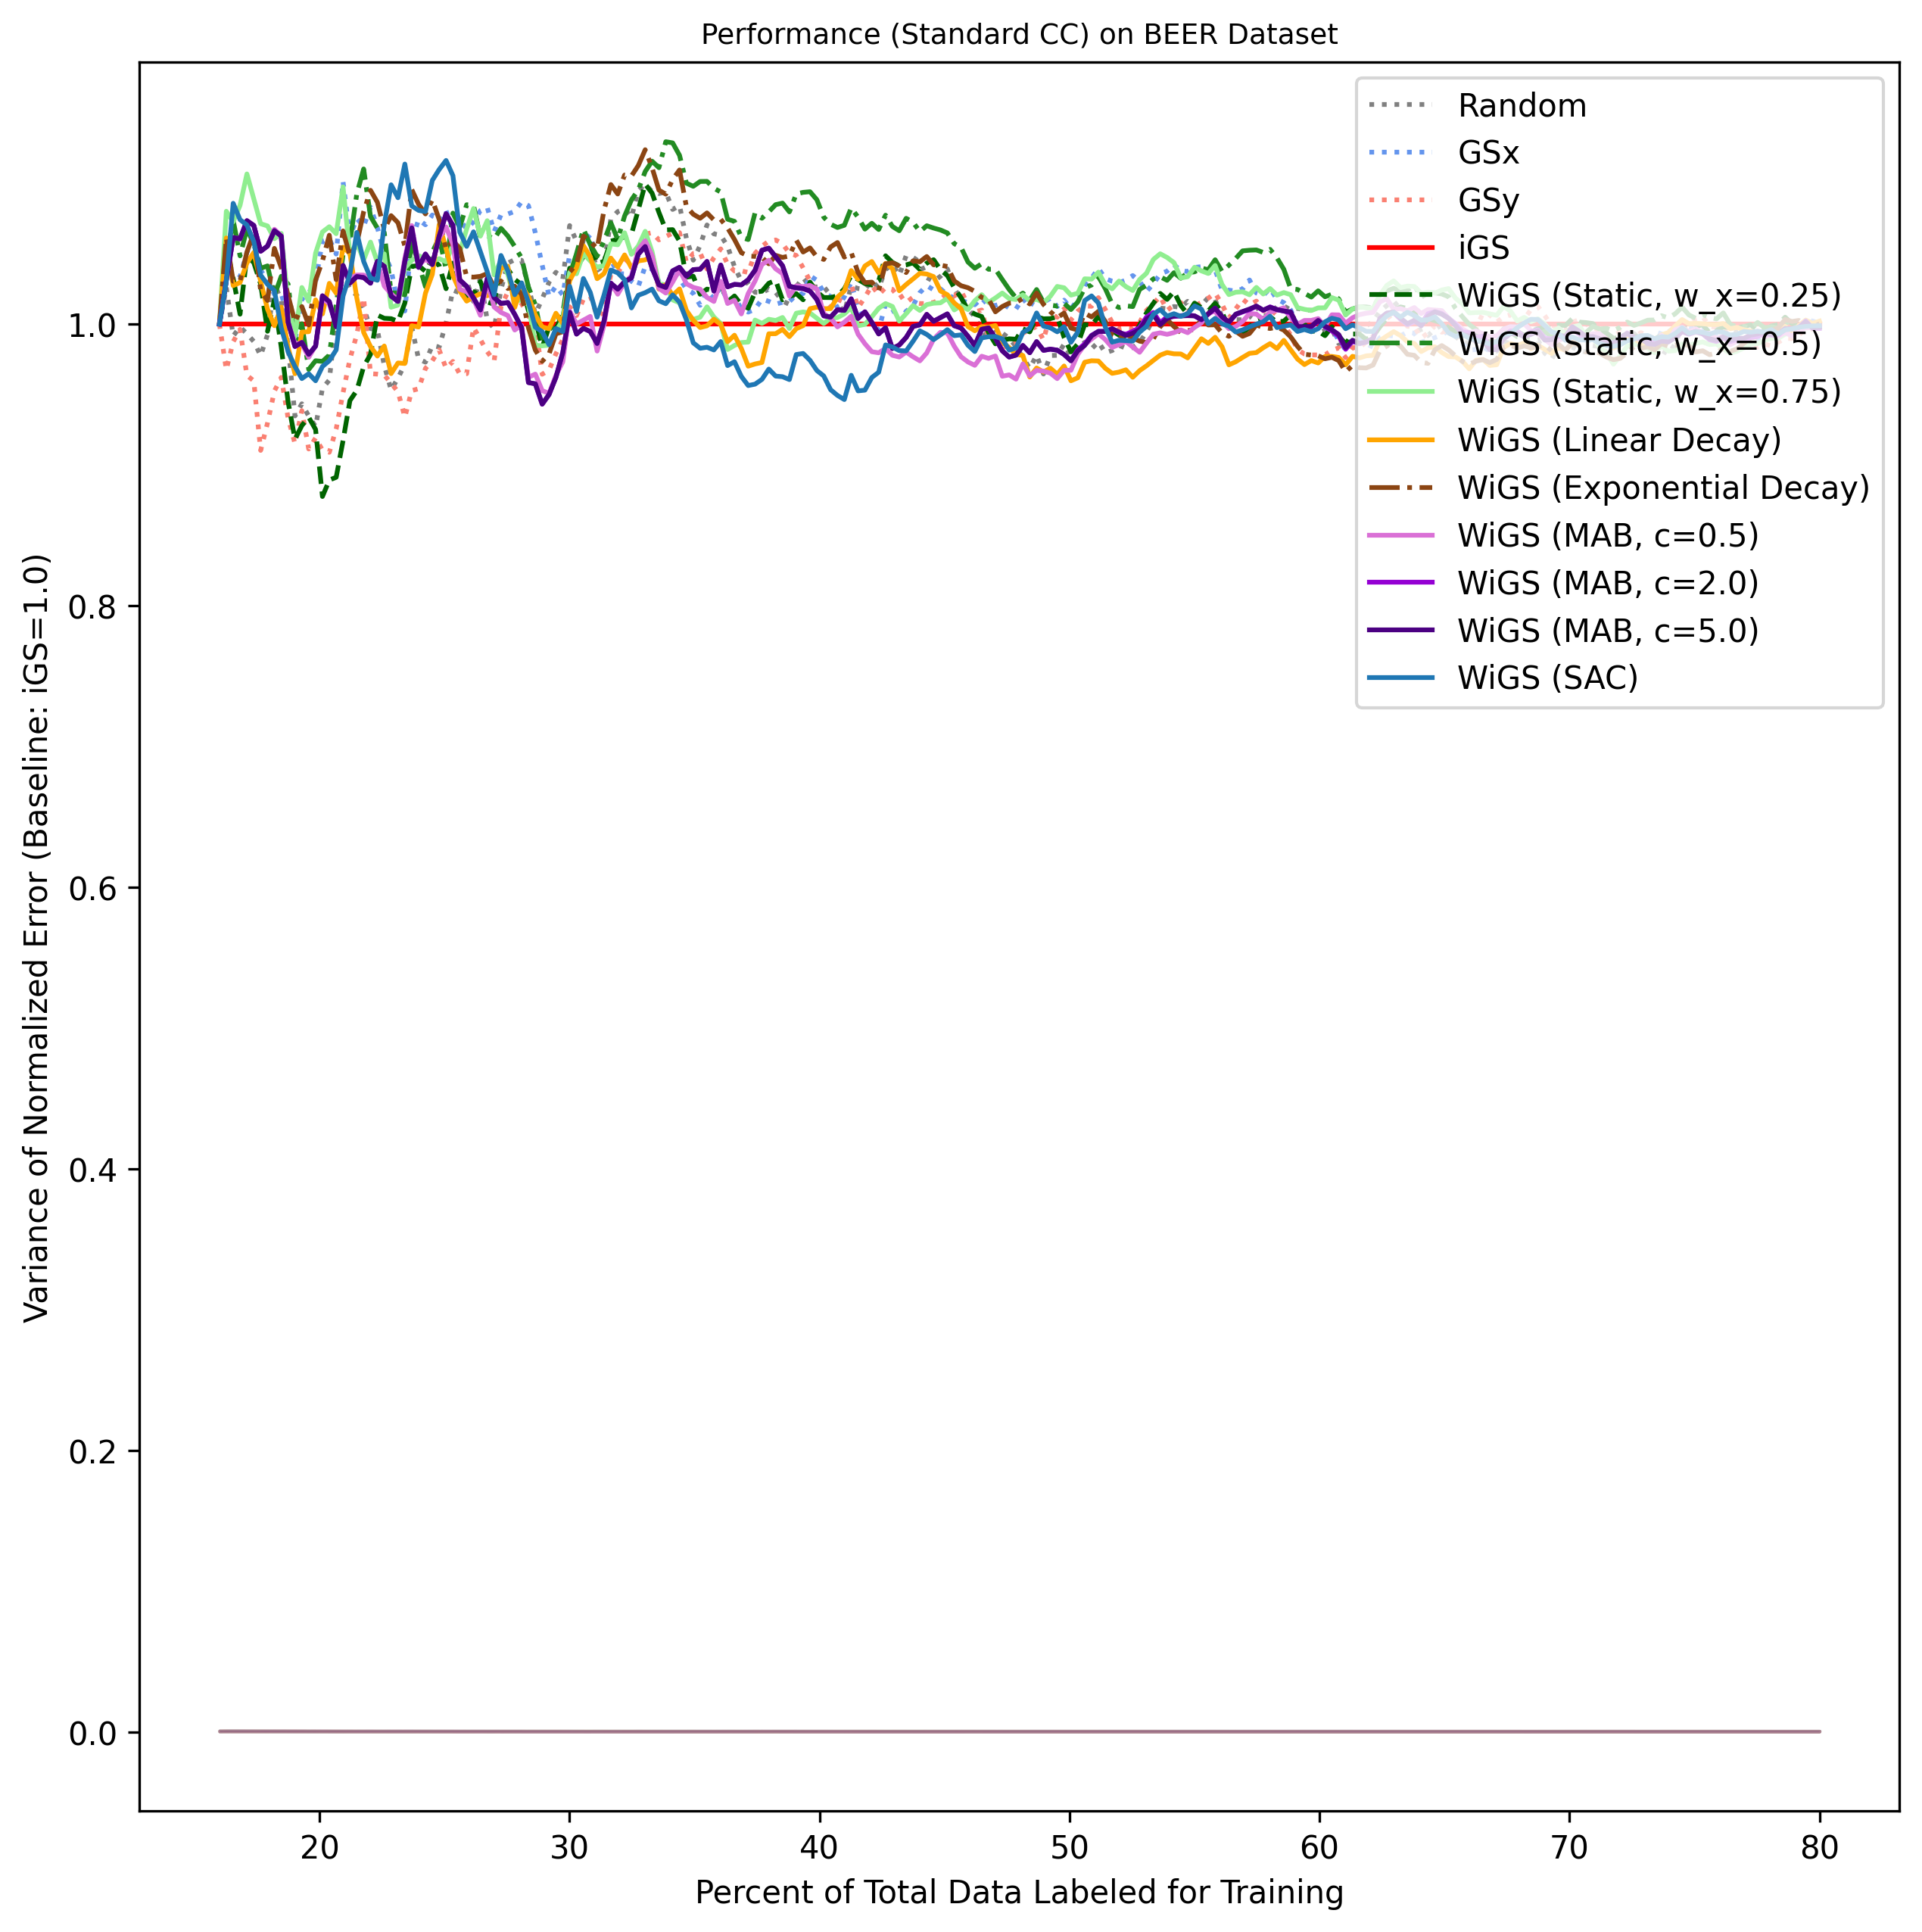 Performance (Standard CC) on BEER Dataset
Variance of Normalized Error (Baseline: iGS=1.0)
1.0
0.8
0.6
0.4
0.2
0.0
Random
GSx
GSy
iGS
WiGS (Static, w_x=0.25)
WiGS (Static, w_x=0.5)
WiGS (Static, w_x=0.75)
WiGS (Linear Decay)
WiGS (Exponential Decay)
WiGS (MAB, c=0.5)
WiGS (MAB, c=2.0)
WiGS (MAB, c=5.0)
WiGS (SAC)
20 30 40 50 60 70 80
Percent of Total Data Labeled for Training